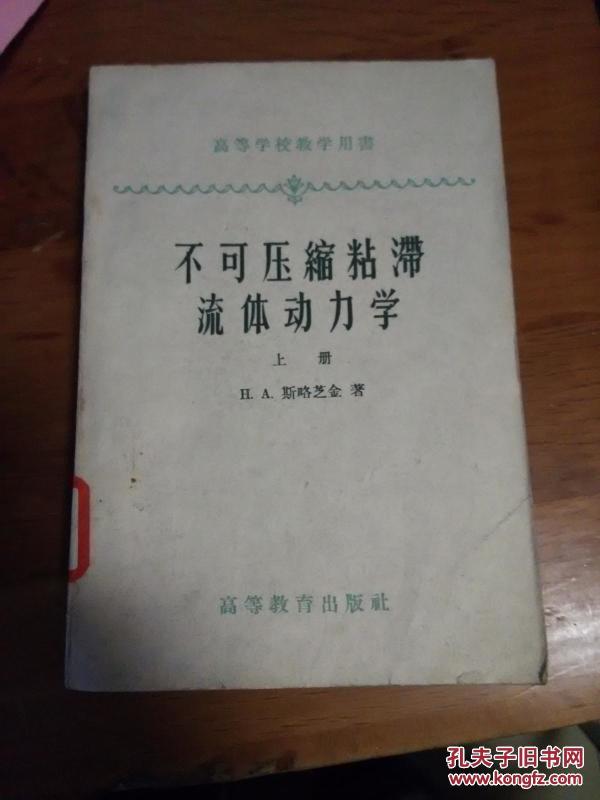 高等学校教学用書
不可压縮粘滯
流体动力学
上 册
Н. А. 斯略芝金 著
高等教育出版社
孔夫子旧书网
www.kongfz.com